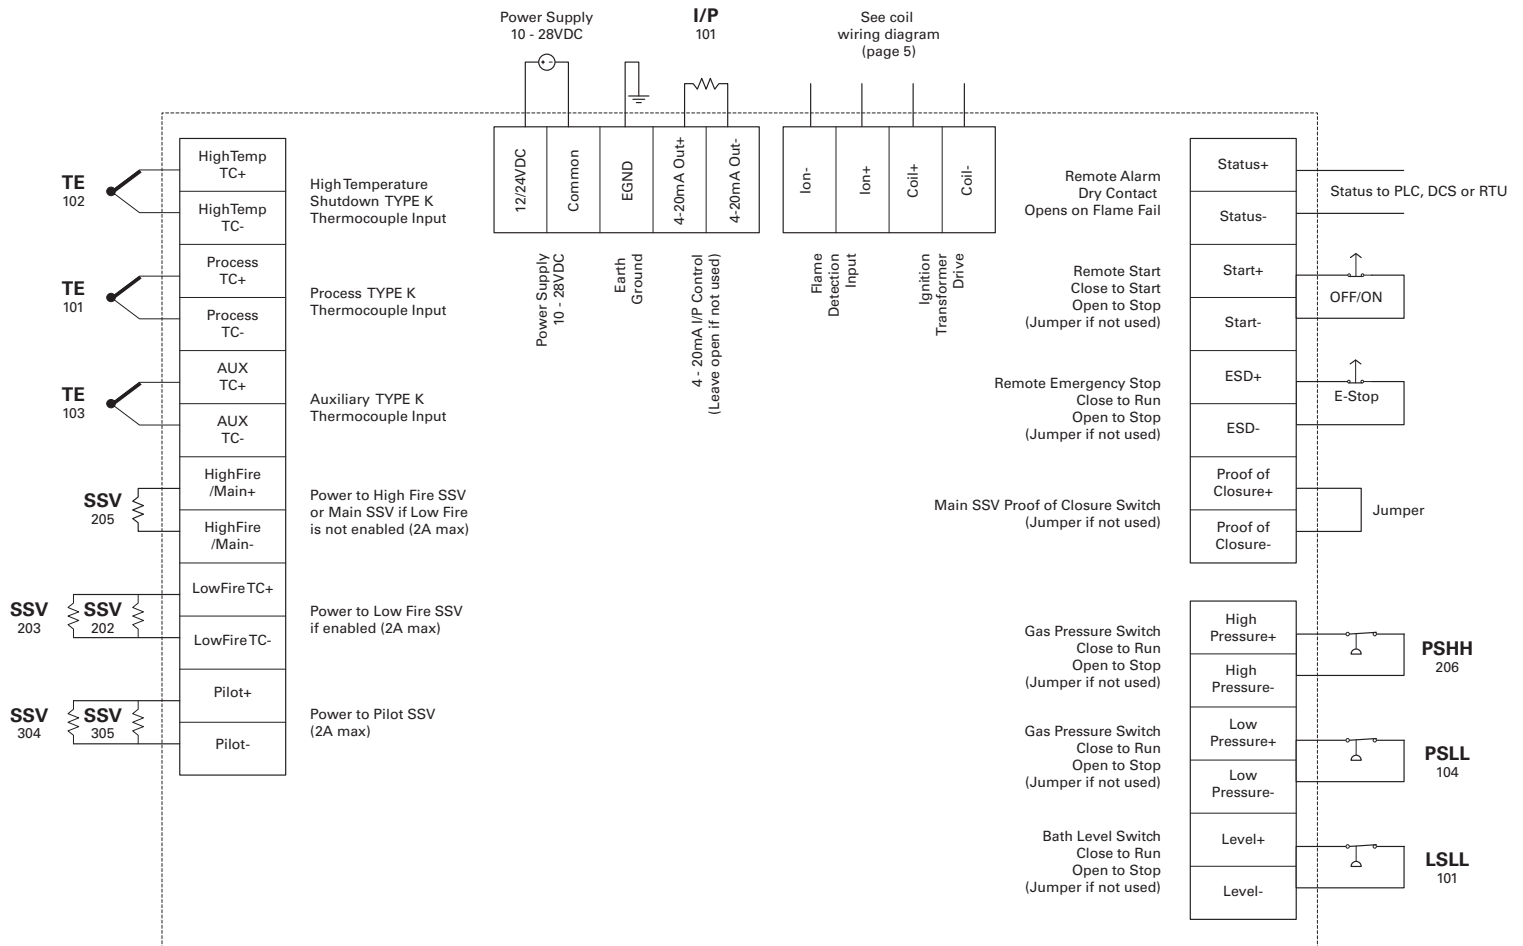 Power Supply
10 - 28VDC
I/P
101
See coil
wiring diagram
(page 5)
12/24VDC
Common
EGND
4-20mA Out+
4-20mA Out-
Ion-
Ion+
Coil+
Coil-
Power Supply
10 - 28VDC
Earth
Ground
4 - 20mA I/P Control
(Leave open if not used)
Flame
Detection
Input
Ignition
Transformer
Drive
TE
102
HighTemp
TC+
HighTemp
TC-
High Temperature
Shutdown TYPE K
Thermocouple Input
TE
101
Process
TC+
Process
TC-
Process TYPE K
Thermocouple Input
TE
103
AUX
TC+
AUX
TC-
Auxiliary TYPE K
Thermocouple Input
SSV
205
HighFire
/Main+
HighFire
/Main-
Power to High Fire SSV
or Main SSV if Low Fire
is not enabled (2A max)
SSV
203
SSV
202
LowFire TC+
LowFire TC-
Power to Low Fire SSV
if enabled (2A max)
SSV
304
SSV
305
Pilot+
Pilot-
Power to Pilot SSV
(2A max)
Remote Alarm
Dry Contact
Opens on Flame Fail
Status+
Status-
Status to PLC, DCS or RTU
Remote Start
Close to Start
Open to Stop
(Jumper if not used)
Start+
Start-
OFF/ON
Remote Emergency Stop
Close to Run
Open to Stop
(Jumper if not used)
ESD+
ESD-
E-Stop
Main SSV Proof of Closure Switch
(Jumper if not used)
Proof of
Closure+
Proof of
Closure-
Jumper
Gas Pressure Switch
Close to Run
Open to Stop
(Jumper if not used)
High
Pressure+
High
Pressure-
PSHH
206
Gas Pressure Switch
Close to Run
Open to Stop
(Jumper if not used)
Low
Pressure+
Low
Pressure-
PSLL
104
Bath Level Switch
Close to Run
Open to Stop
(Jumper if not used)
Level+
Level-
LSLL
101